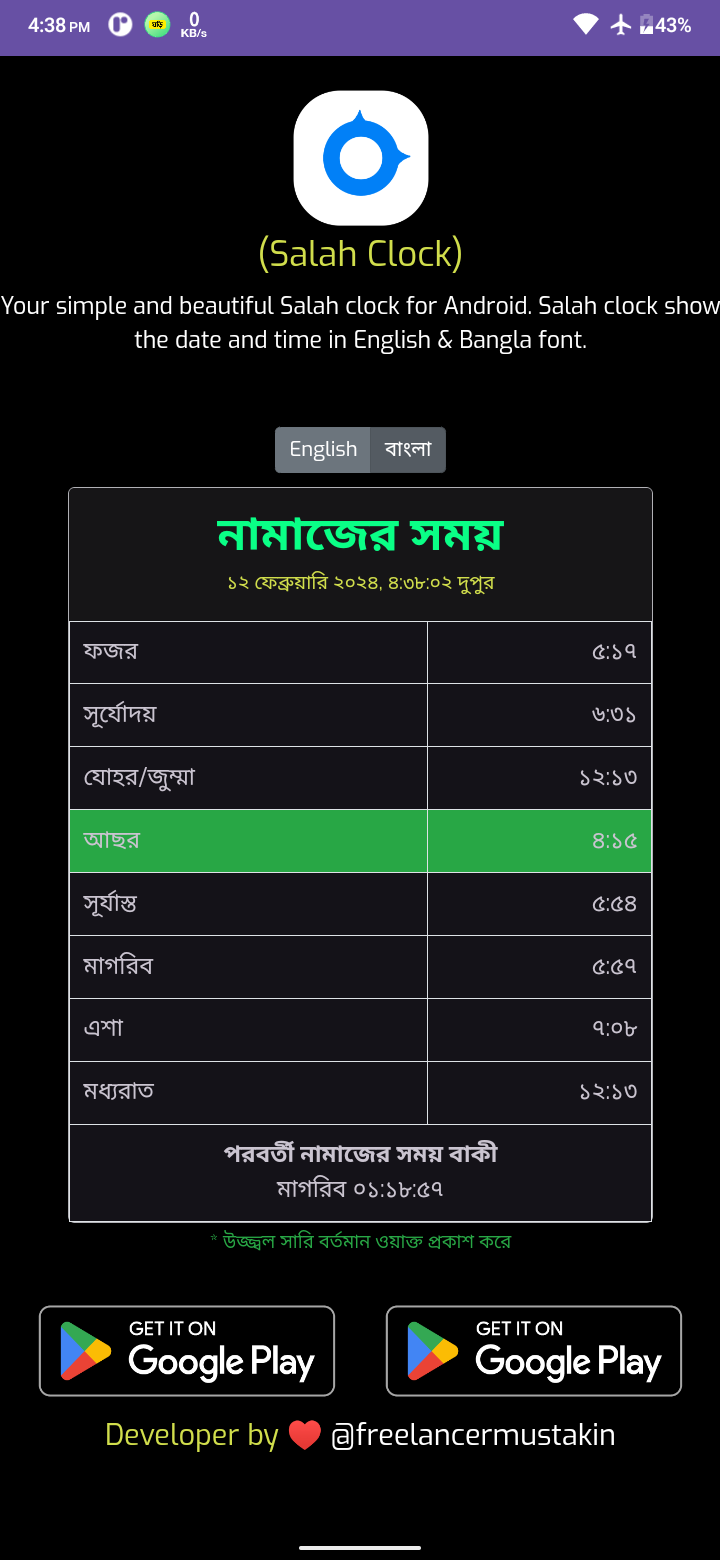 4:38 PM
ঘড়ি
0
KB/s
43%
(Salah Clock)
Your simple and beautiful Salah clock for Android. Salah clock show
the date and time in English & Bangla font.
English বাংলা
নামাজের সময়
১২ ফেব্রুয়ারি ২০২৪, ৪:৩৮:০২ দুপুর
ফজর ৫:১৭
সূর্যোদয় ৬:৩১
যোহর/জুম্মা ১২:১৩
আছর ৪:১৫
সূর্যাস্ত ৫:৫৪
মাগরিব ৫:৫৭
এশা ৭:০৮
মধ্যরাত ১২:১৩
পরবর্তী নামাজের সময় বাকী
মাগরিব ০১:১৮:৫৭
* উজ্জ্বল সারি বর্তমান ওয়াক্ত প্রকাশ করে
GET IT ON
Google Play
GET IT ON
Google Play
Developer by @freelancermustakin